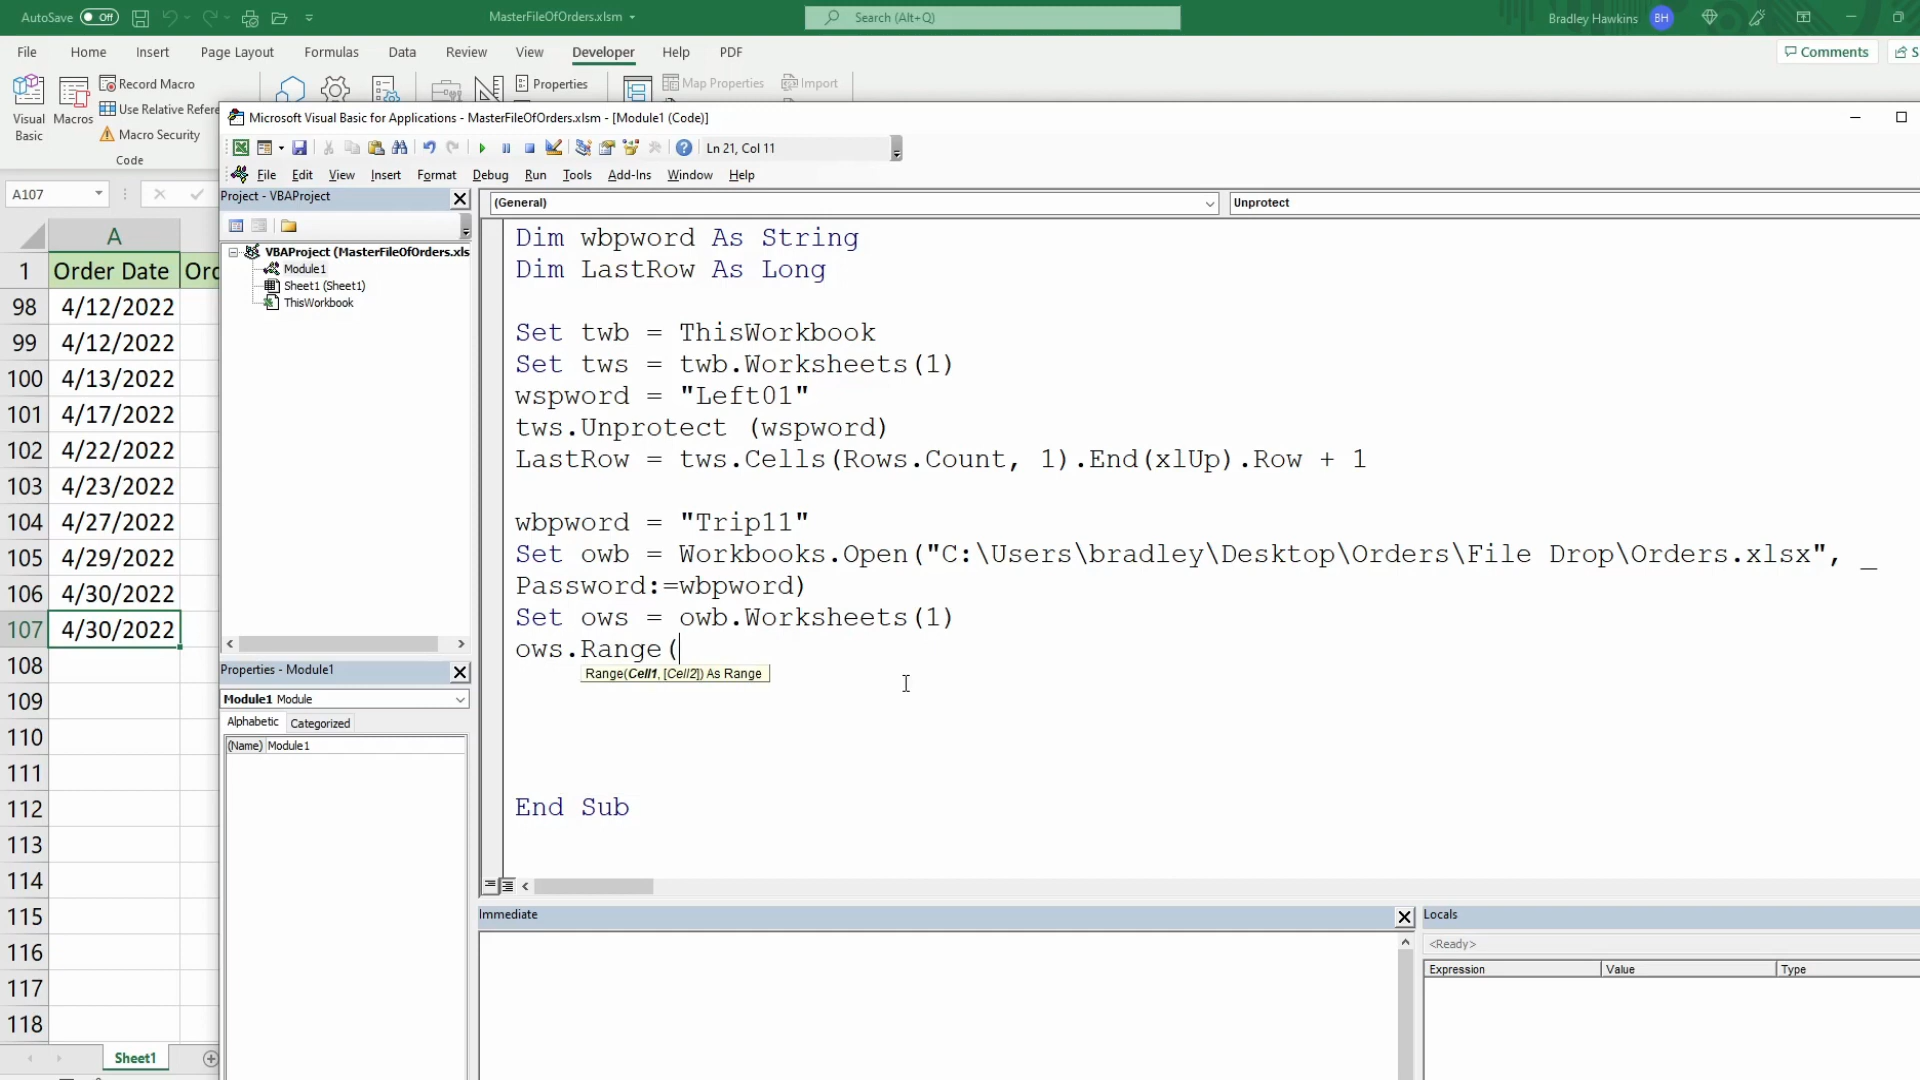 AutoSave Off MasterFileOfOrders.xlsm Search (Alt+Q) Bradley Hawkins BH
File Home Insert Page Layout Formulas Data Review View Developer Help PDF Comments S
Visual Basic
Macros
Record Macro
Use Relative Refere
Macro Security
Code
Properties
Map Properties
Import
Microsoft Visual Basic for Applications - MasterFileOfOrders.xlsm - [Module1 (Code)]
Ln 21, Col 11
File Edit View Insert Format Debug Run Tools Add-Ins Window Help
A107
Project - VBAProject
VBAProject (MasterFileOfOrders.xls
Module1
Sheet1 (Sheet1)
ThisWorkbook
(General) Unprotect
Dim wbpword As String
Dim LastRow As Long
Set twb = ThisWorkbook
Set tws = twb.Worksheets(1)
wspword = "Left01"
tws.Unprotect (wspword)
LastRow = tws.Cells(Rows.Count, 1).End(xlUp).Row + 1
wbpword = "Trip11"
Set owb = Workbooks.Open("C:\Users\bradley\Desktop\Orders\File Drop\Orders.xlsx", _
Password:=wbpword)
Set ows = owb.Worksheets(1)
ows.Range(
Range(Cell1, [Cell2]) As Range
End Sub
A
1 Order Date Orc
98 4/12/2022
99 4/12/2022
100 4/13/2022
101 4/17/2022
102 4/22/2022
103 4/23/2022
104 4/27/2022
105 4/29/2022
106 4/30/2022
107 4/30/2022
108
109
110
111
112
113
114
115
116
117
118
Sheet1
Properties - Module1
Module1 Module
Alphabetic Categorized
(Name) Module1
Immediate
Locals
<Ready>
Expression Value Type